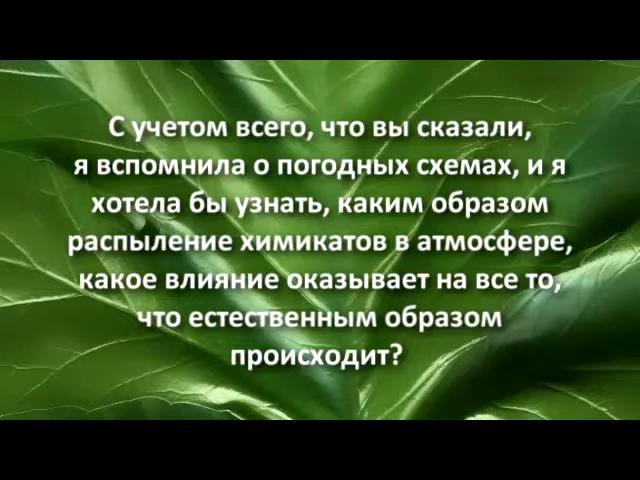 С учетом всего, что вы сказали,
я вспомнила о погодных схемах, и я
хотела бы узнать, каким образом
распыление химикатов в атмосфере,
какое влияние оказывает на все то,
что естественным образом
происходит?